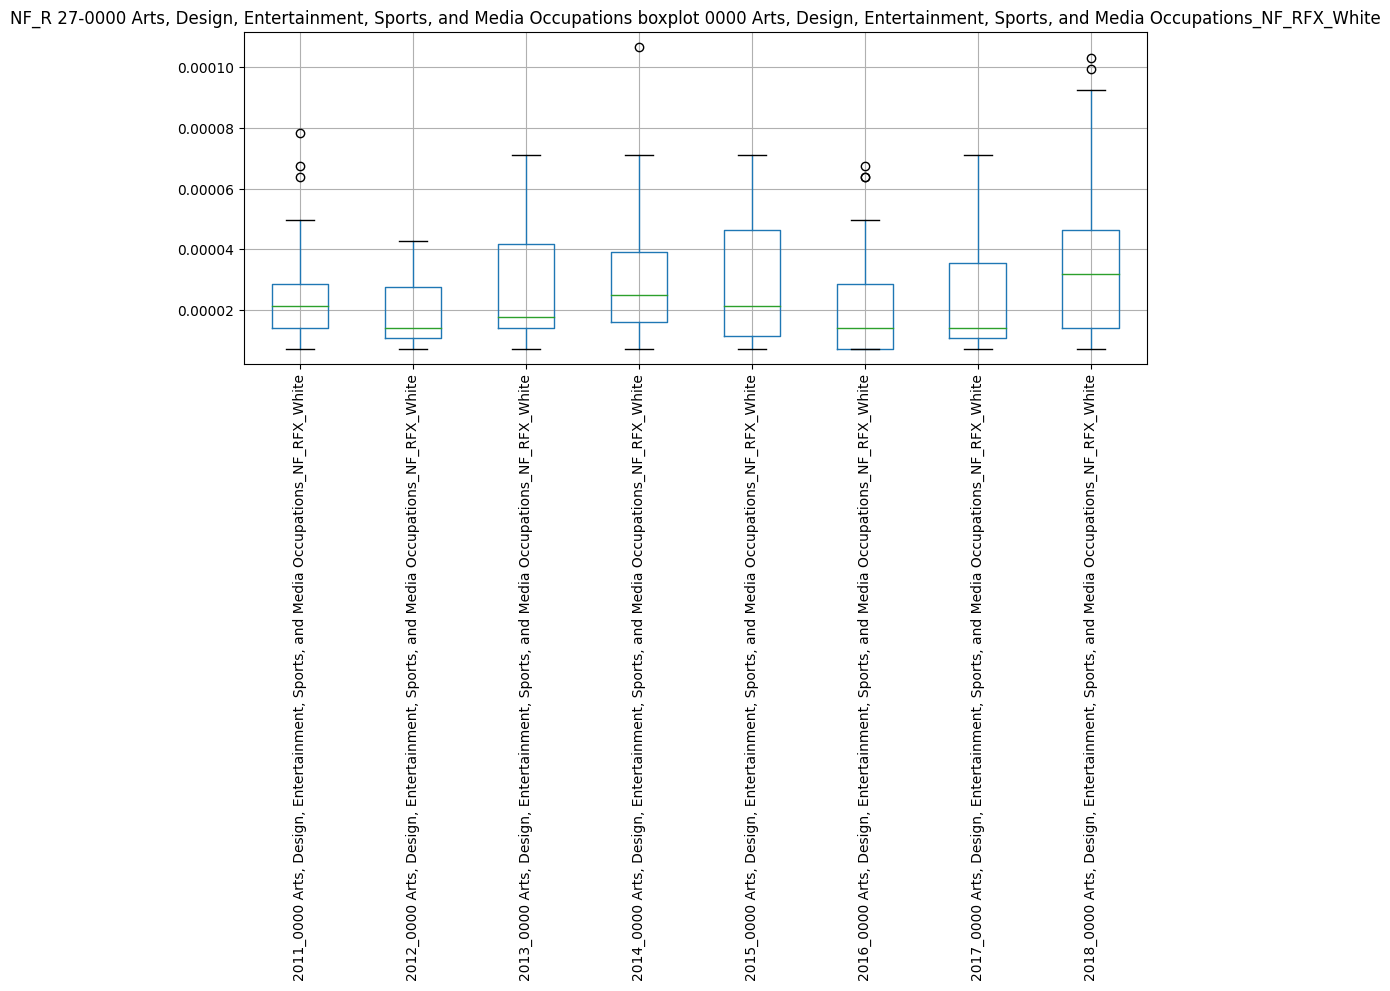 NF_R 27-0000 Arts, Design, Entertainment, Sports, and Media Occupations boxplot 0000 Arts, Design, Entertainment, Sports, and Media Occupations_NF_RFX_White
0.00010
0.00008
0.00006
0.00004
0.00002
2011_0000 Arts, Design, Entertainment, Sports, and Media Occupations_NF_RFX_White
2012_0000 Arts, Design, Entertainment, Sports, and Media Occupations_NF_RFX_White
2013_0000 Arts, Design, Entertainment, Sports, and Media Occupations_NF_RFX_White
2014_0000 Arts, Design, Entertainment, Sports, and Media Occupations_NF_RFX_White
2015_0000 Arts, Design, Entertainment, Sports, and Media Occupations_NF_RFX_White
2016_0000 Arts, Design, Entertainment, Sports, and Media Occupations_NF_RFX_White
2017_0000 Arts, Design, Entertainment, Sports, and Media Occupations_NF_RFX_White
2018_0000 Arts, Design, Entertainment, Sports, and Media Occupations_NF_RFX_White